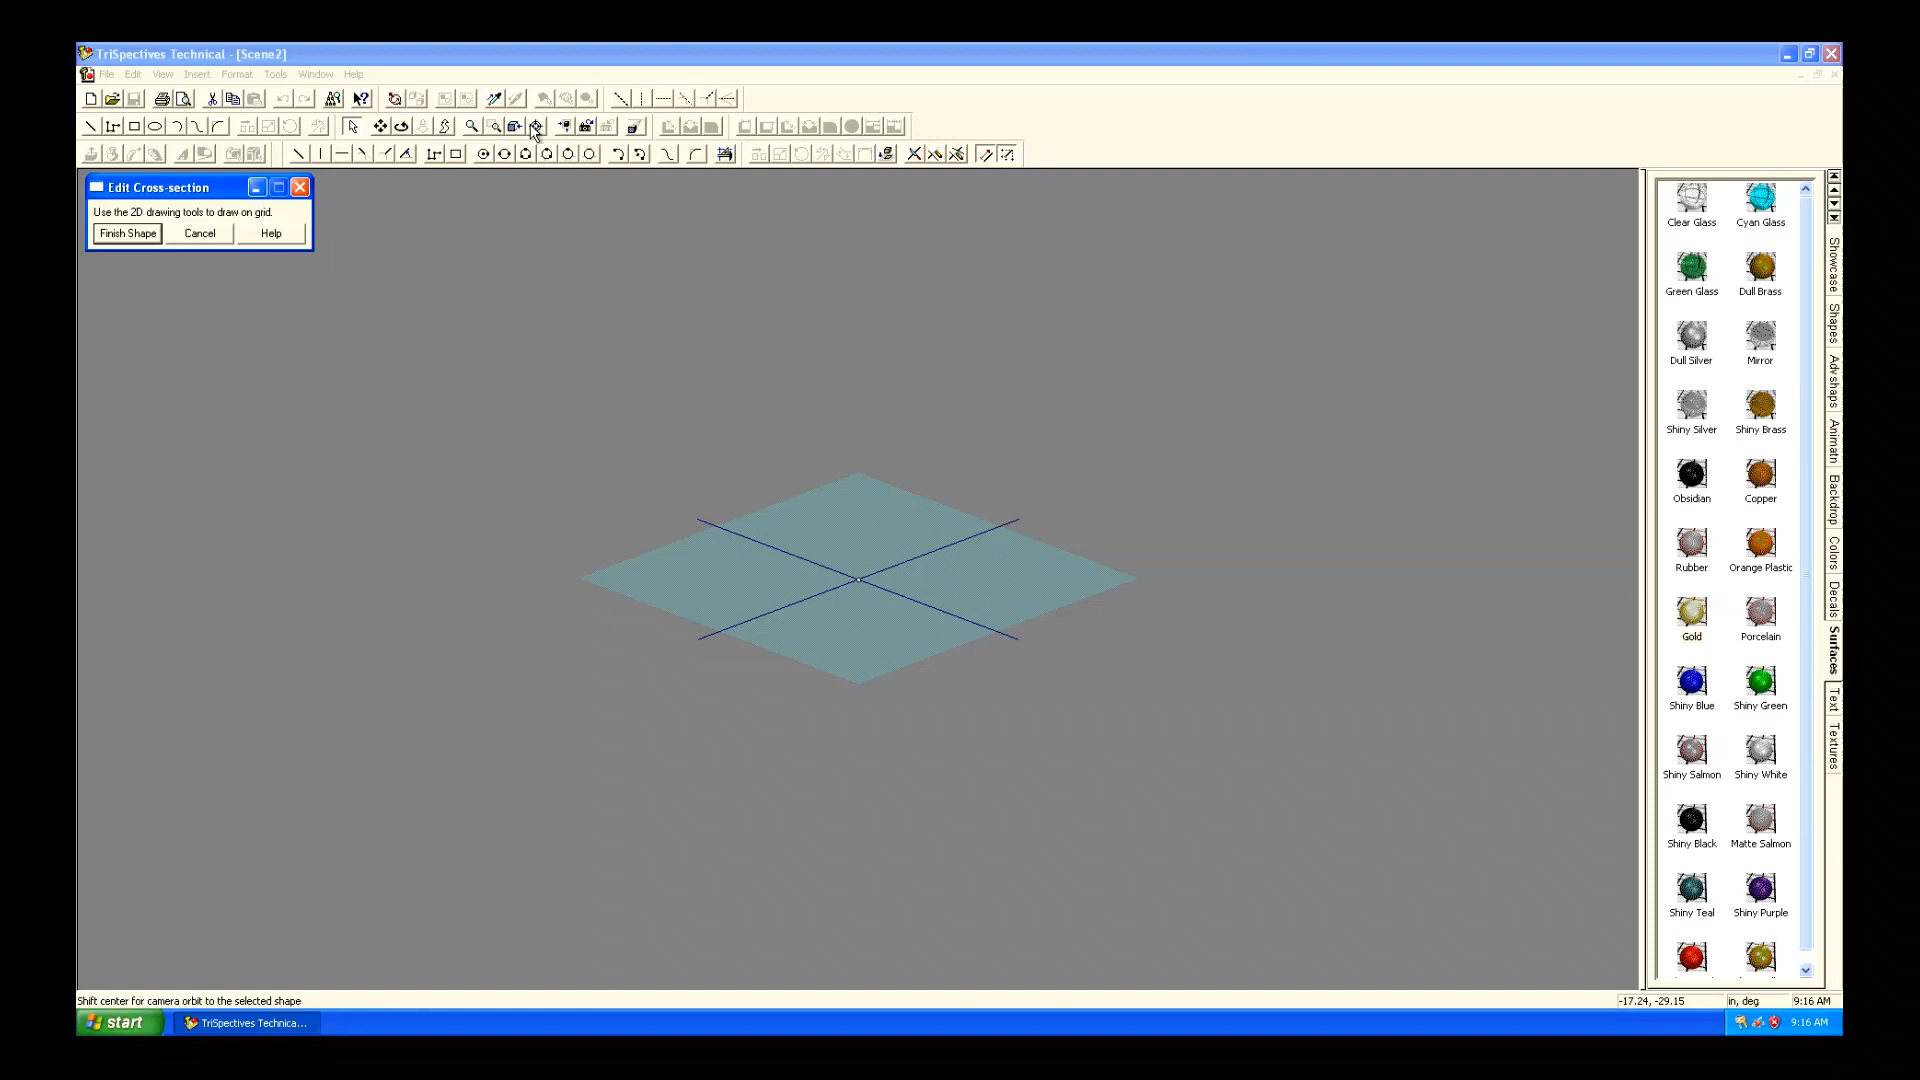 TriSpectives Technical - [Scene2]
File Edit View Insert Format Tools Window Help
Edit Cross-section
Use the 2D drawing tools to draw on grid.
Finish Shape Cancel Help
Clear Glass Cyan Glass
Green Glass Dull Brass
Dull Silver Mirror
Shiny Silver Shiny Brass
Obsidian Copper
Rubber Orange Plastic
Gold Porcelain
Shiny Blue Shiny Green
Shiny Salmon Shiny White
Shiny Black Matte Salmon
Shiny Teal Shiny Purple
Showcase
Shapes
Advshaps
Animatn
Backdrop
Colors
Decals
Surfaces
Text
Textures
Shift center for camera orbit to the selected shape
-17.24, -29.15 in, deg 9:16 AM
start TriSpectives Technica... 9:16 AM